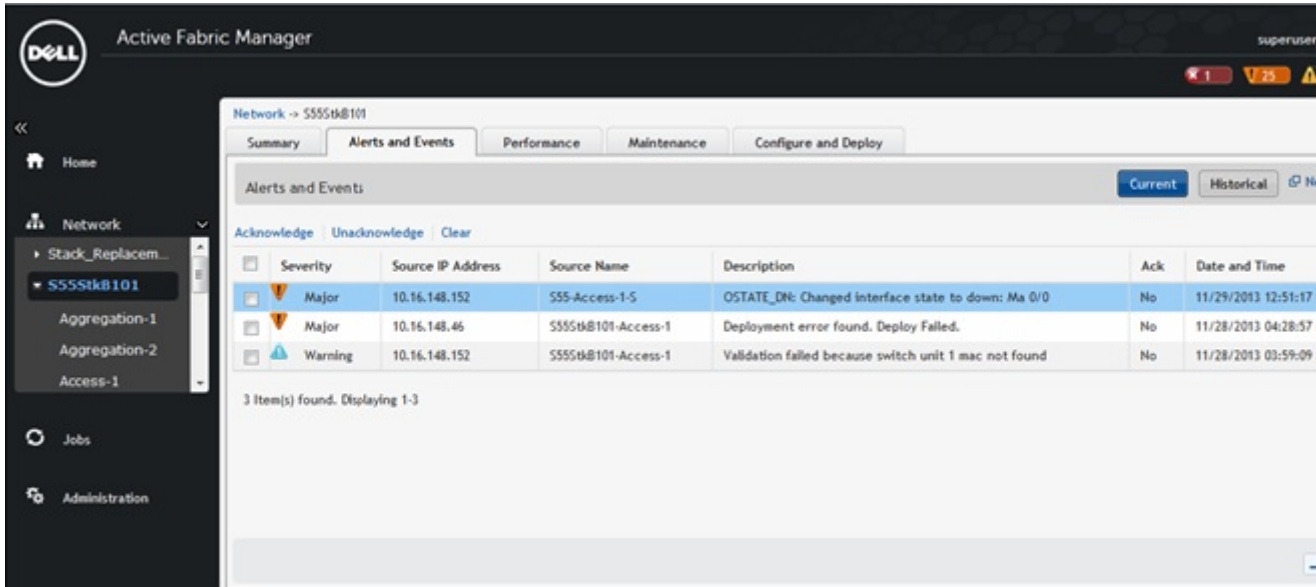 DELL
Active Fabric Manager
superuser
1
25
Network -> S55StkB101
Summary
Alerts and Events
Performance
Maintenance
Configure and Deploy
Home
Alerts and Events
Current
Historical
Network
Acknowledge
Unacknowledge
Clear
Stack_Replacem...
S55StkB101
Aggregation-1
Aggregation-2
Access-1
Severity Source IP Address Source Name Description Ack Date and Time
Major 10.16.148.152 S55-Access-1-S OSTATE_DN: Changed interface state to down: Ma 0/0 No 11/29/2013 12:51:17
Major 10.16.148.46 S55StkB101-Access-1 Deployment error found. Deploy Failed. No 11/28/2013 04:28:57
Warning 10.16.148.152 S55StkB101-Access-1 Validation failed because switch unit 1 mac not found No 11/28/2013 03:59:09
3 Item(s) found. Displaying 1-3
Jobs
Administration